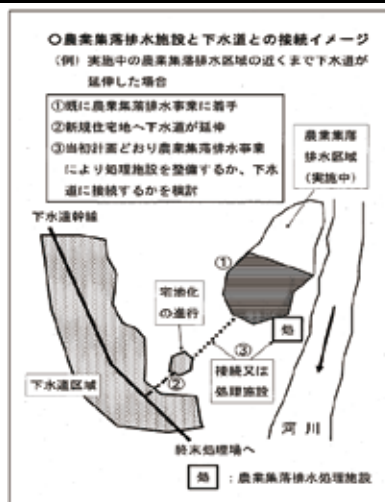 ○農業集落排水施設と下水道との接続イメージ
(例) 実施中の農業集落排水区域の近くまで下水道が
延伸した場合
①既に農業集落排水事業に着手
②新規住宅地へ下水道が延伸
③当初計画どおり農業集落排水事業
により処理施設を整備するか、下水
道に接続するかを検討
農業集落
排水区域
(実施中)
下水道幹線
①
宅地化
の進行
処
③
②
接続又は
処理施設
下水道区域
河川
終末処理場へ
処 : 農業集落排水処理施設